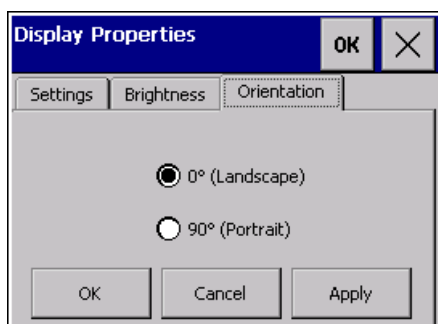 Display Properties OK
Settings Brightness Orientation
0° (Landscape)
90° (Portrait)
OK Cancel Apply